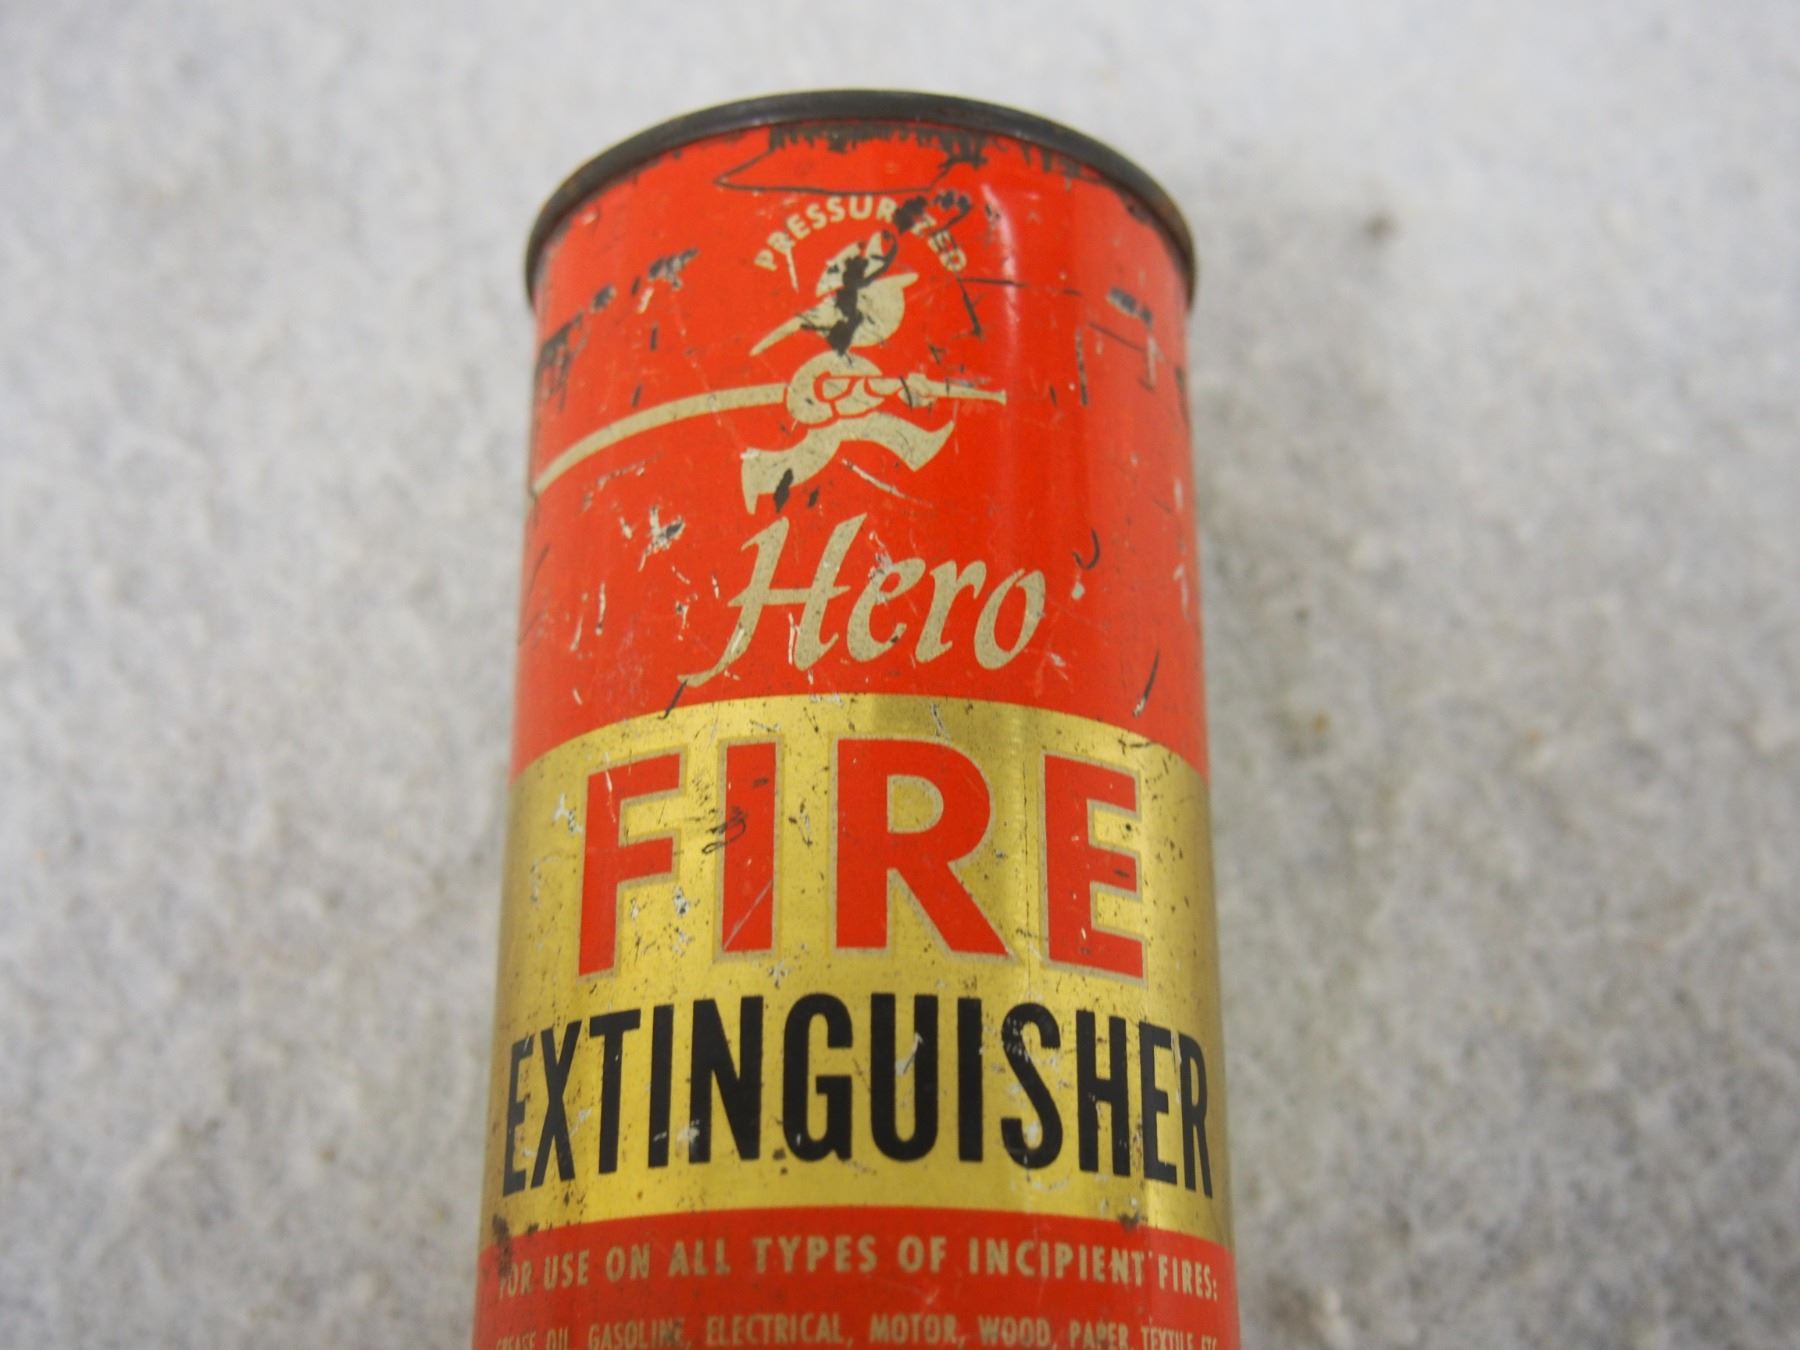 PRESSURIZED
Hero
FIRE
EXTINGUISHER
FOR USE ON ALL TYPES OF INCIPIENT FIRES:
GREASE, OIL, GASOLINE, ELECTRICAL, MOTOR, WOOD, PAPER, TEXTILE, ETC.